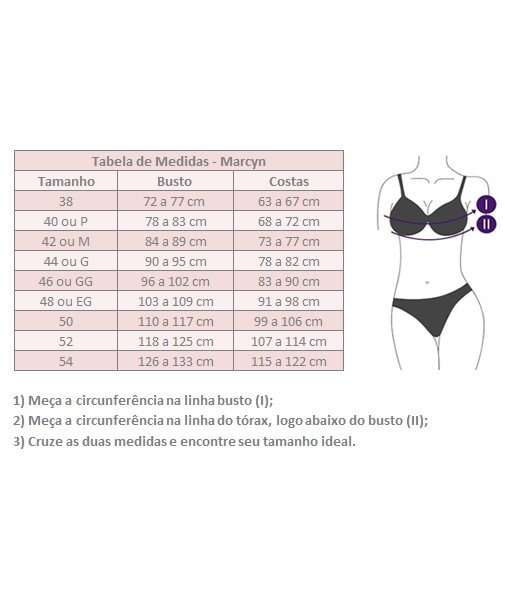 Tabela de Medidas - Marcyn
Tamanho Busto Costas
38 72 a 77 cm 63 a 67 cm
40 ou P 78 a 83 cm 68 a 72 cm
42 ou M 84 a 89 cm 73 a 77 cm
44 ou G 90 a 95 cm 78 a 82 cm
46 ou GG 96 a 102 cm 83 a 90 cm
48 ou EG 103 a 109 cm 91 a 98 cm
50 110 a 117 cm 99 a 106 cm
52 118 a 125 cm 107 a 114 cm
54 126 a 133 cm 115 a 122 cm
I
II
1) Meça a circunferência na linha busto (I);
2) Meça a circunferência na linha do tórax, logo abaixo do busto (II);
3) Cruze as duas medidas e encontre seu tamanho ideal.